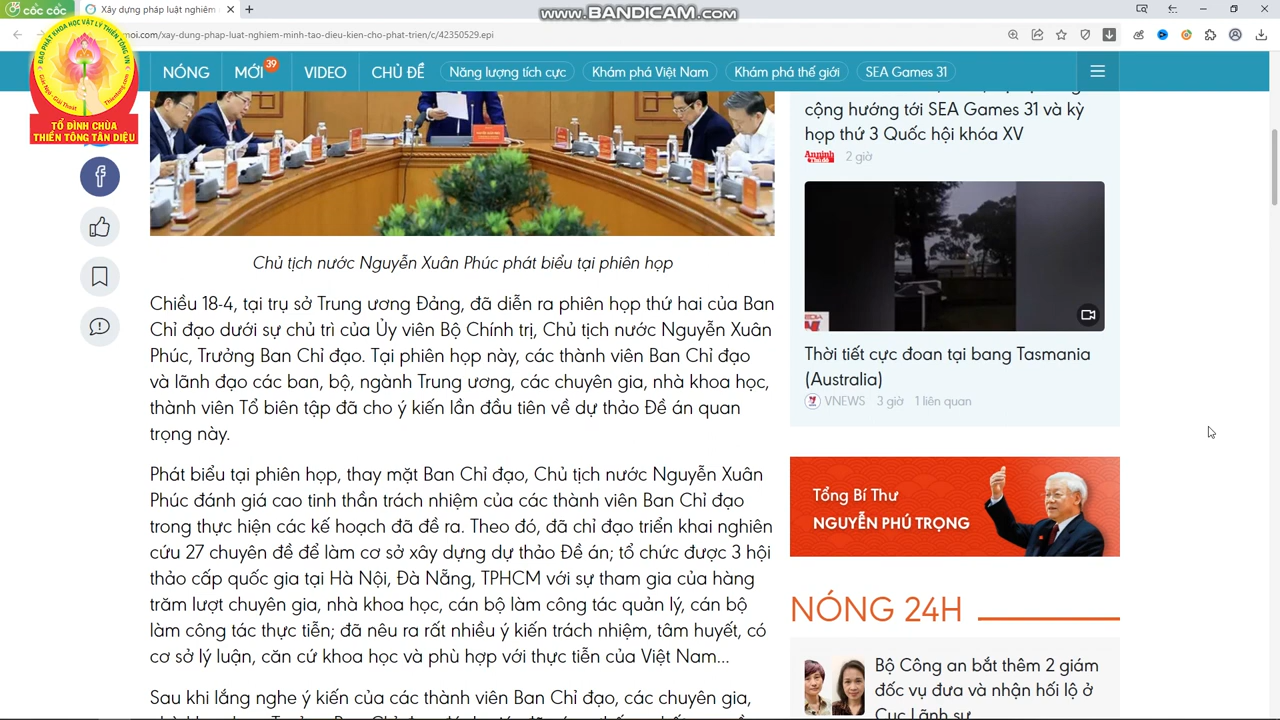 CỐC CỐC
Xây dựng pháp luật nghiêm
www.BANDICAM.com
moi.com/xay-dung-phap-luat-nghiem-minh-tao-dieu-kien-cho-phat-trien/c/42350529.epi
TỔ ĐÌNH CHÙA
THIỀN TÔNG TÂN DIỆU
NÓNG
MỚI
39
VIDEO
CHỦ ĐỀ
Năng lượng tích cực
Khám phá Việt Nam
Khám phá thế giới
SEA Games 31
Chủ tịch nước Nguyễn Xuân Phúc phát biểu tại phiên họp
Chiều 18-4, tại trụ sở Trung ương Đảng, đã diễn ra phiên họp thứ hai của Ban
Chỉ đạo dưới sự chủ trì của Ủy viên Bộ Chính trị, Chủ tịch nước Nguyễn Xuân
Phúc, Trưởng Ban Chỉ đạo. Tại phiên họp này, các thành viên Ban Chỉ đạo
và lãnh đạo các ban, bộ, ngành Trung ương, các chuyên gia, nhà khoa học,
thành viên Tổ biên tập đã cho ý kiến lần đầu tiên về dự thảo Đề án quan
trọng này.
Phát biểu tại phiên họp, thay mặt Ban Chỉ đạo, Chủ tịch nước Nguyễn Xuân
Phúc đánh giá cao tinh thần trách nhiệm của các thành viên Ban Chỉ đạo
trong thực hiện các kế hoạch đã đề ra. Theo đó, đã chỉ đạo triển khai nghiên
cứu 27 chuyên đề để làm cơ sở xây dựng dự thảo Đề án; tổ chức được 3 hội
thảo cấp quốc gia tại Hà Nội, Đà Nẵng, TPHCM với sự tham gia của hàng
trăm lượt chuyên gia, nhà khoa học, cán bộ làm công tác quản lý, cán bộ
làm công tác thực tiễn; đã nêu ra rất nhiều ý kiến trách nhiệm, tâm huyết, có
cơ sở lý luận, căn cứ khoa học và phù hợp với thực tiễn của Việt Nam...
Sau khi lắng nghe ý kiến của các thành viên Ban Chỉ đạo, các chuyên gia,
cộng hướng tới SEA Games 31 và kỳ
họp thứ 3 Quốc hội khóa XV
2 giờ
Thời tiết cực đoan tại bang Tasmania
(Australia)
VNEWS 3 giờ 1 liên quan
Tổng Bí Thư
NGUYỄN PHÚ TRỌNG
NÓNG 24H
Bộ Công an bắt thêm 2 giám
đốc vụ đưa và nhận hối lộ ở
Cục Lãnh sự